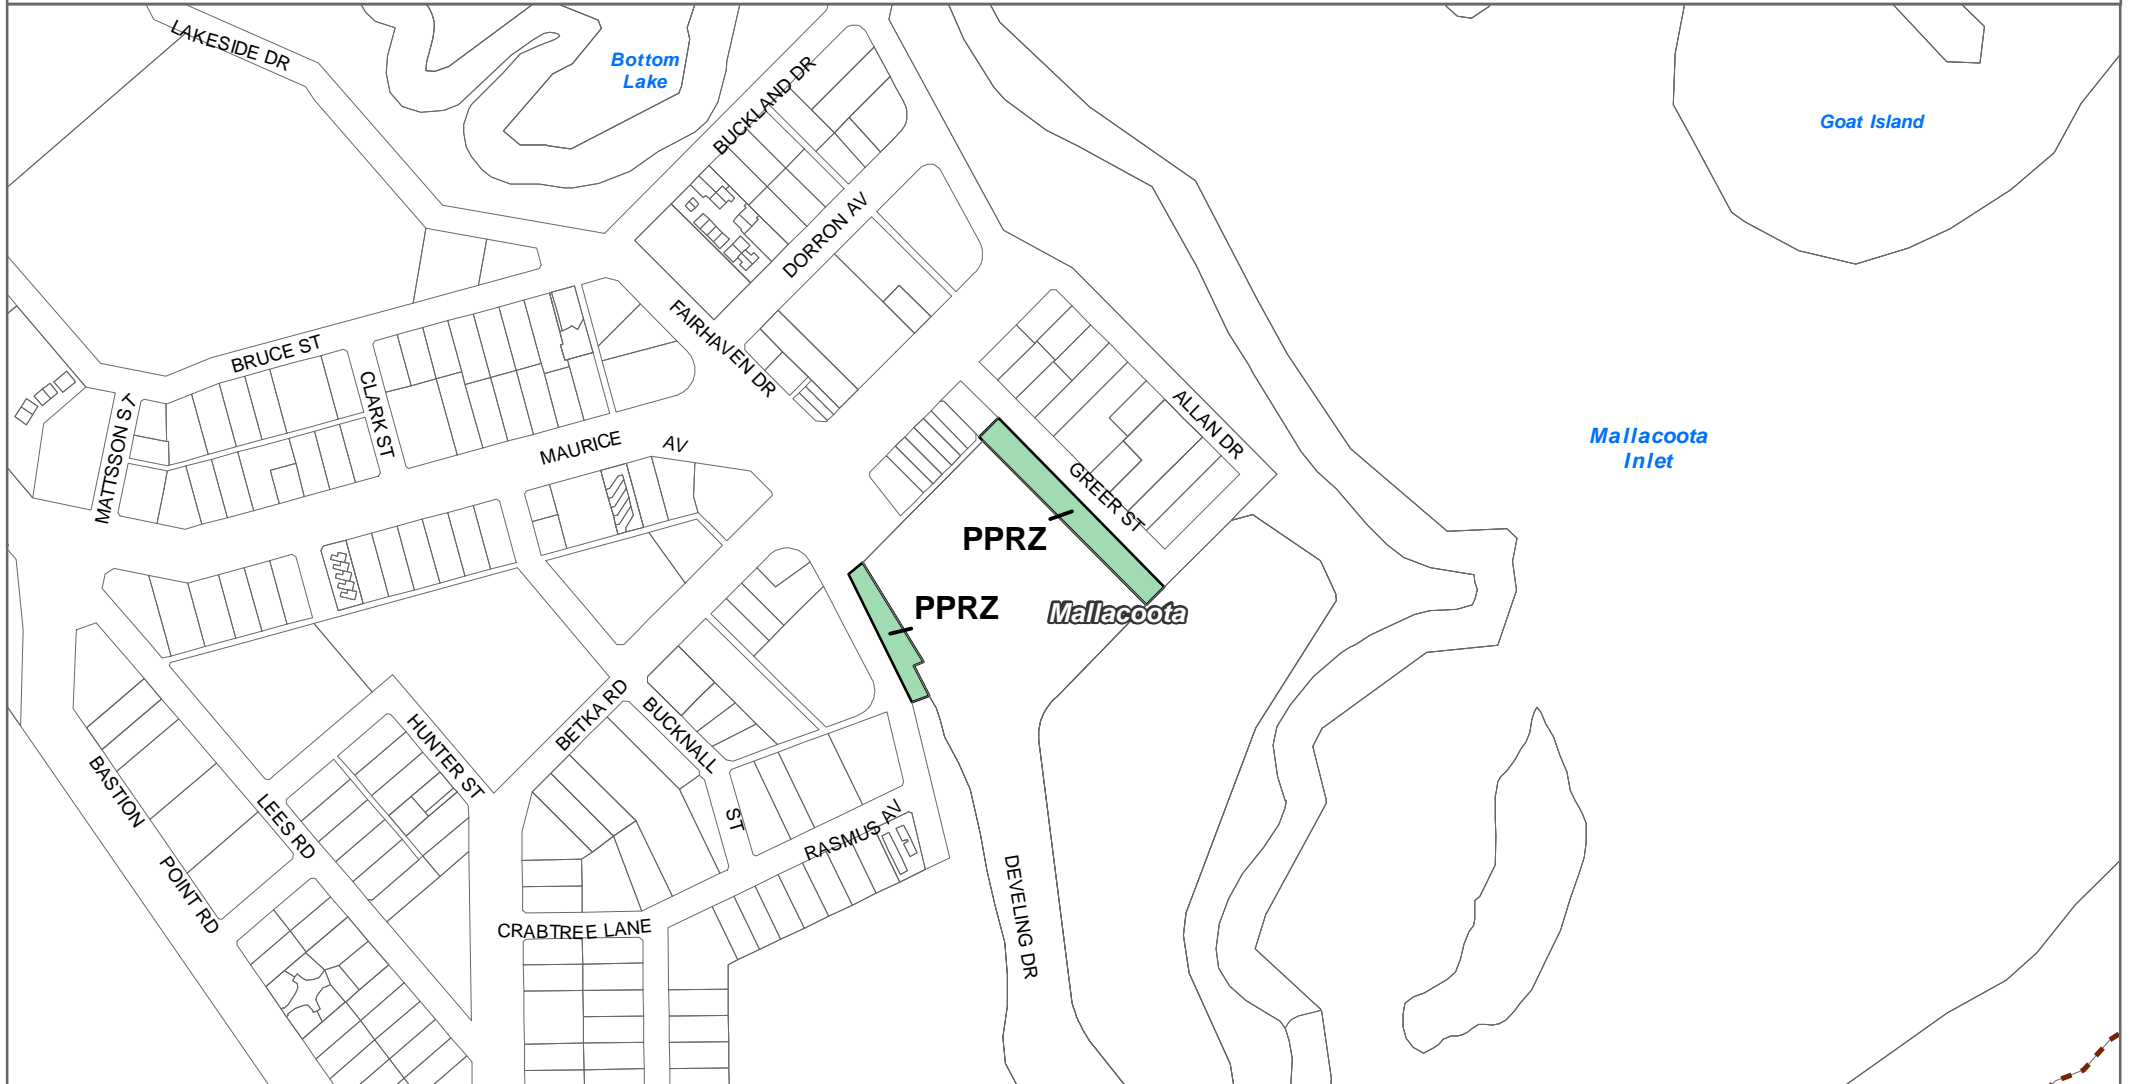 LAKESIDE DR
Bottom
Lake
BUCKLAND DR
Goat Island
DORRON AV
FAIRHAVEN DR
BRUCE ST
CLARK ST
MATTSSON ST
MAURICE AV
ALLAN DR
GREER ST
Mallacoota
Inlet
PPRZ
PPRZ
Mallacoota
BETKA RD
BUCKNALL ST
HUNTER ST
BASTION POINT RD
LEES RD
RASMUS AV
CRABTREE LANE
DEVELING DR